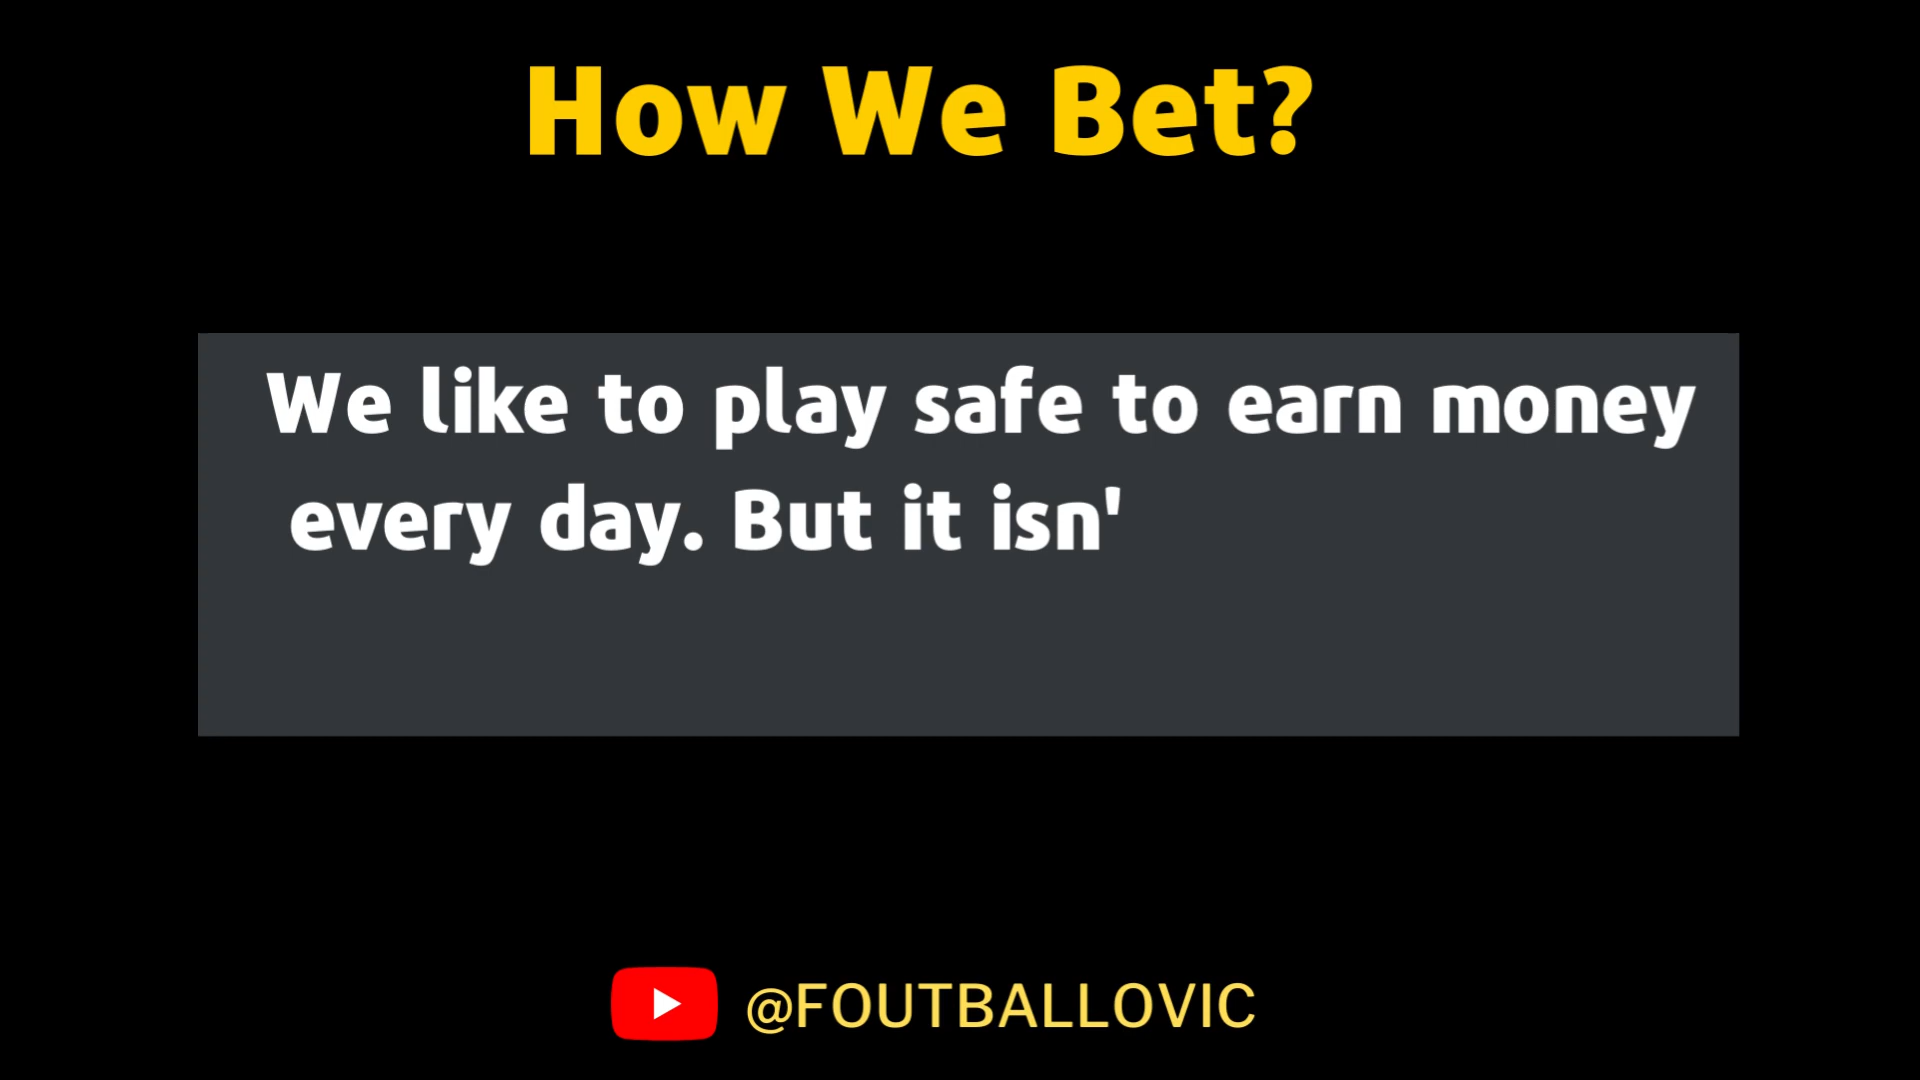 How We Bet?
We like to play safe to earn money
every day. But it isn'
@FOUTBALLOVIC